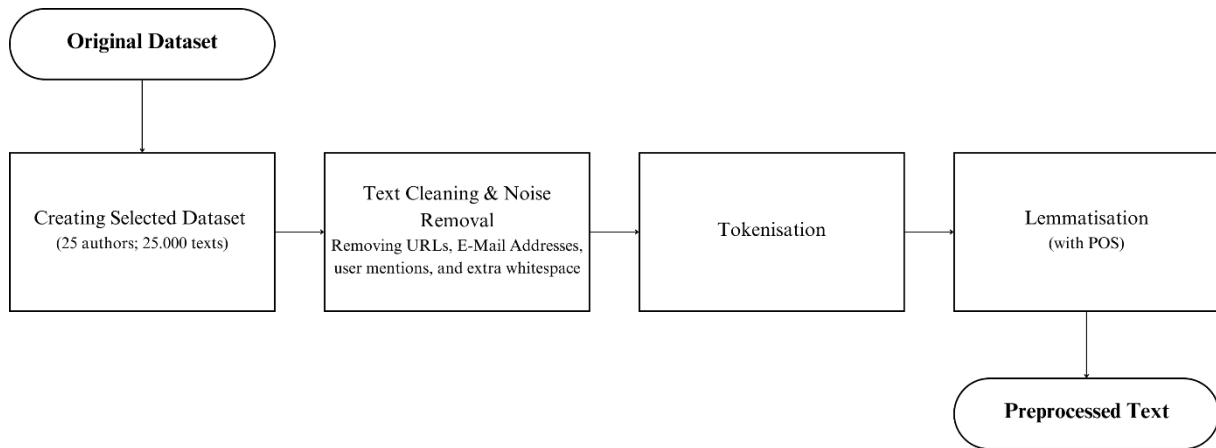 Original Dataset
Creating Selected Dataset
(25 authors; 25.000 texts)
Text Cleaning & Noise
Removal
Removing URLs, E-Mail Addresses,
user mentions, and extra whitespace
Tokenisation
Lemmatisation
(with POS)
Preprocessed Text